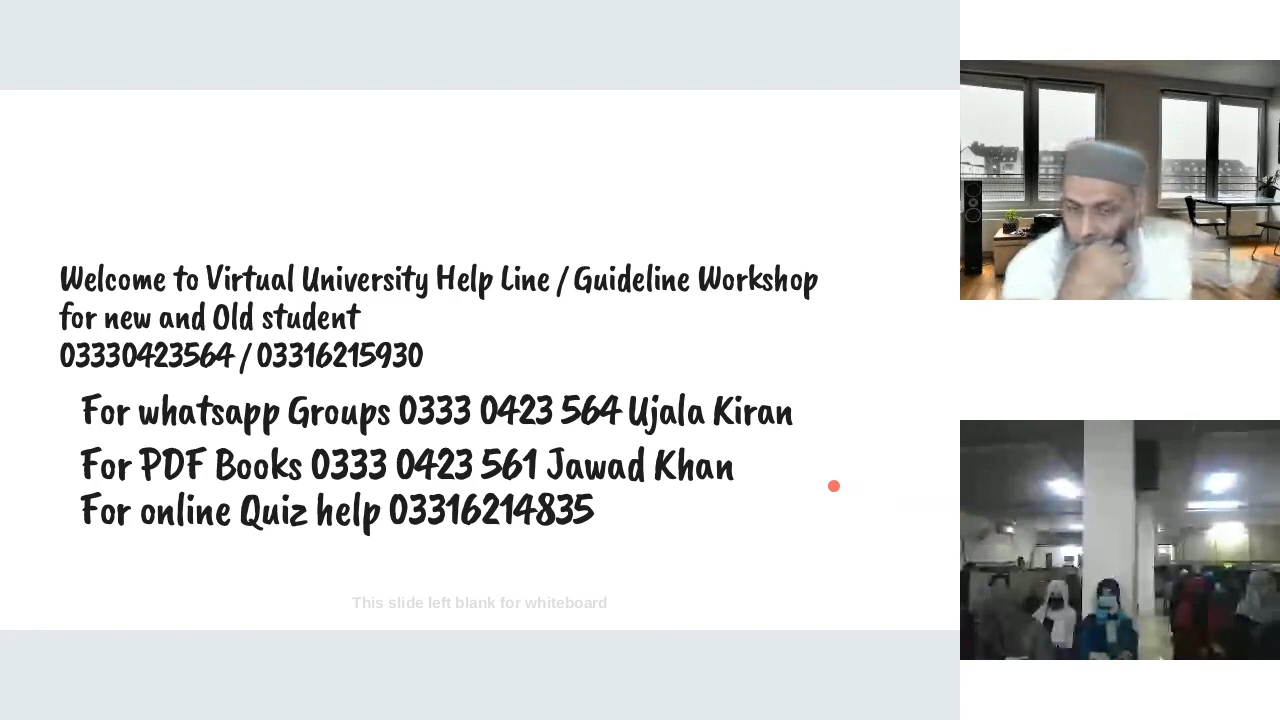 Welcome to Virtual University Help Line / Guideline Workshop
for new and Old student
03330423564 / 03316215930
For whatsapp Groups 0333 0423 564 Ujala Kiran
For PDF Books 0333 0423 561 Jawad Khan
For online Quiz help 03316214835
This slide left blank for whiteboard